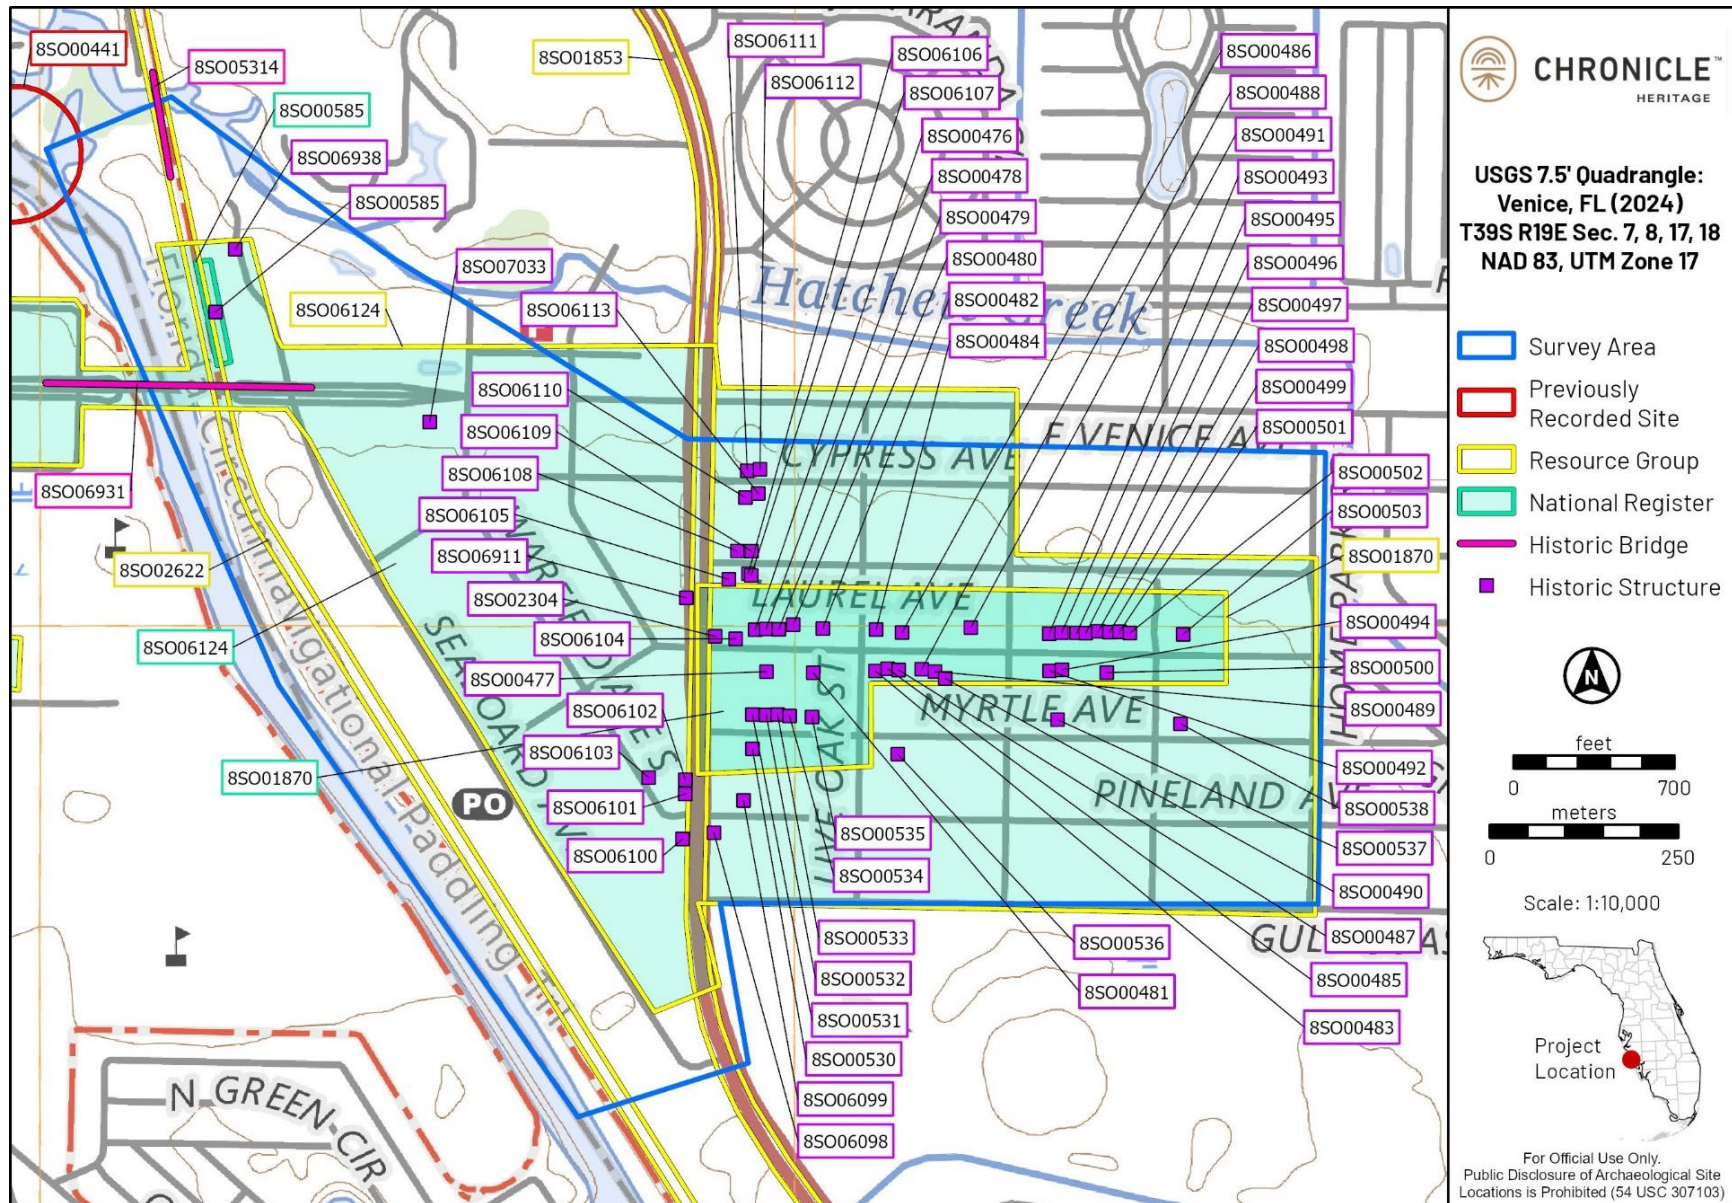 8SO00441
8SO05314
8SO00585
8SO06938
8SO00585
8SO01853
8SO06111
8SO06112
8SO06106
8SO06107
8SO00476
8SO00478
8SO00479
8SO00480
8SO00482
8SO00484
8SO00486
8SO00488
8SO00491
8SO00493
8SO00495
8SO00496
8SO00497
8SO00498
8SO00499
8SO00501
8SO07033
8SO06113
8SO06124
Hatchett Creek
8SO06110
8SO06109
8SO06108
8SO06105
8SO06911
8SO02304
8SO06104
8SO00477
8SO06102
8SO06103
8SO06101
8SO06100
8SO06931
8SO02622
8SO06124
8SO01870
E VENICE AV
CYPRESS AVE
LAUREL AVE
MYRTLE AVE
PINELAND AVE
LIVE OAK ST
WARFIELD AVE S
SEABOARD AVE
HOME PARK
Florida Circumnavigational Paddling Trl
PO
8SO00502
8SO00503
8SO01870
8SO00494
8SO00500
8SO00489
8SO00492
8SO00538
8SO00537
8SO00490
8SO00487
8SO00485
8SO00483
8SO00535
8SO00534
8SO00533
8SO00532
8SO00531
8SO00530
8SO06099
8SO06098
8SO00536
8SO00481
N GREEN CIR
CHRONICLE™
HERITAGE
USGS 7.5' Quadrangle:
Venice, FL (2024)
T39S R19E Sec. 7, 8, 17, 18
NAD 83, UTM Zone 17
Survey Area
Previously
Recorded Site
Resource Group
National Register
Historic Bridge
Historic Structure
N
feet
0 700
meters
0 250
Scale: 1:10,000
Project
Location
For Official Use Only.
Public Disclosure of Archaeological Site
Locations is Prohibited (54 USC 307103)